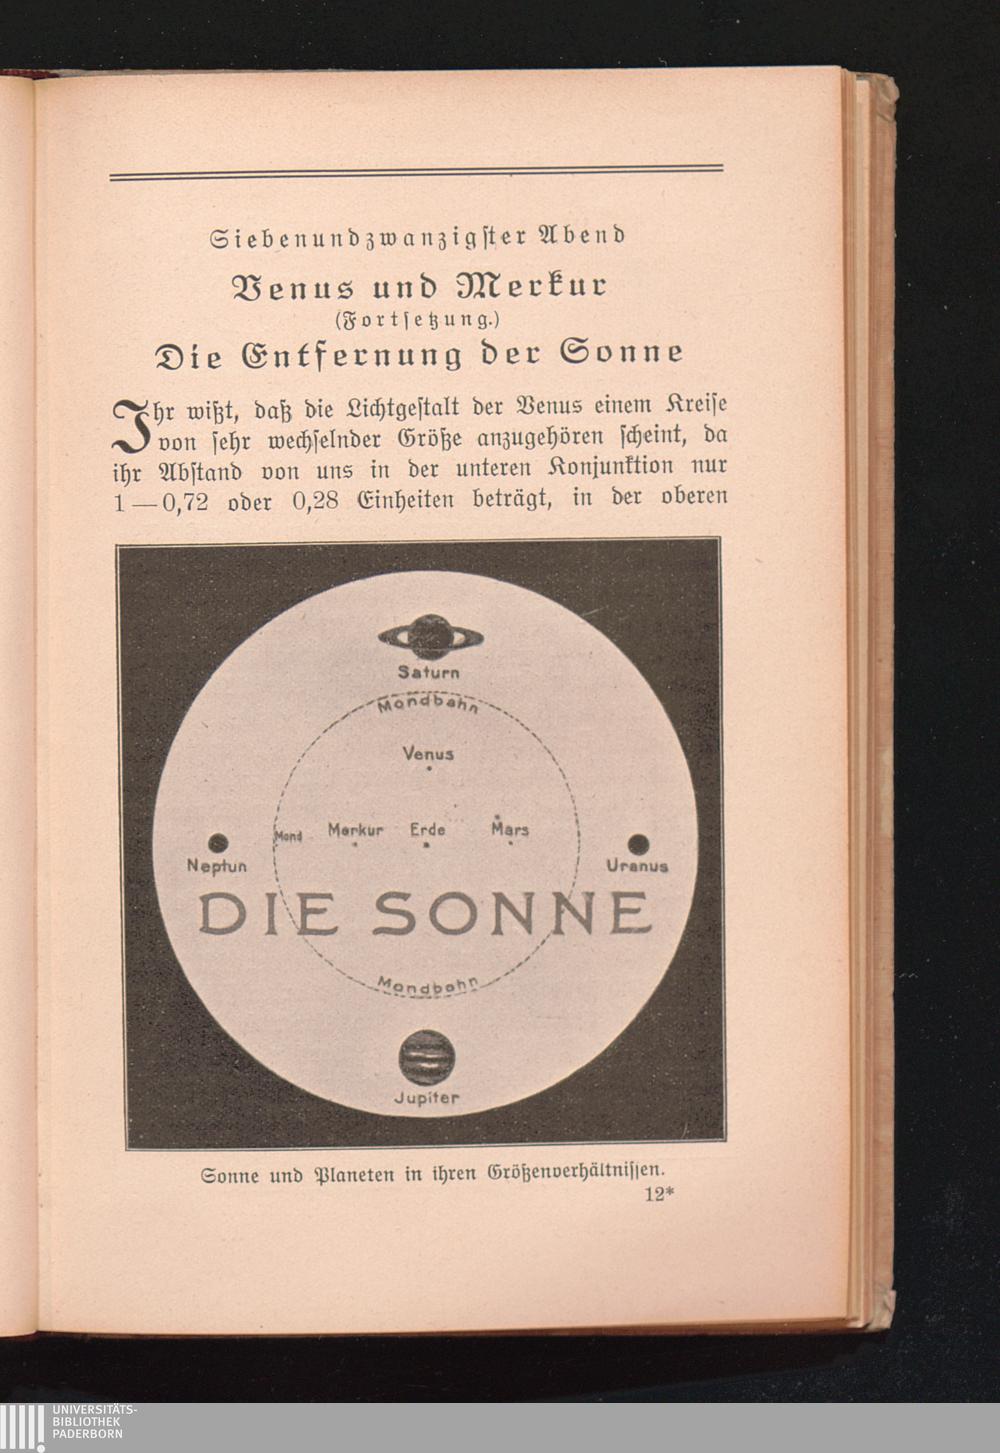 Siebenundzwanzigster Abend
Venus und Merkur
(Fortsetzung.)
Die Entfernung der Sonne
Ihr wißt, daß die Lichtgestalt der Venus einem Kreise
von sehr wechselnder Größe anzugehören scheint, da
ihr Abstand von uns in der unteren Konjunktion nur
1 — 0,72 oder 0,28 Einheiten beträgt, in der oberen
Saturn
Mondbahn
Venus
Mond Merkur Erde Mars
Neptun
Uranus
DIE SONNE
Mondbahn
Jupiter
Sonne und Planeten in ihren Größenverhältnissen.
12*
UNIVERSITÄTS-
BIBLIOTHEK
PADERBORN